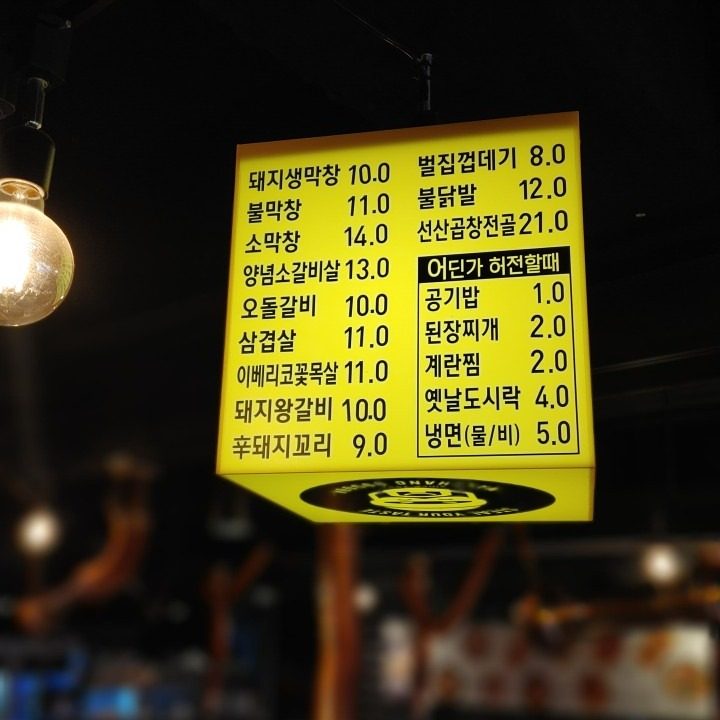 돼지생막창 10.0
불막창 11.0
소막창 14.0
양념소갈비살 13.0
오돌갈비 10.0
삼겹살 11.0
이베리코꽃목살 11.0
돼지왕갈비 10.0
辛돼지꼬리 9.0
벌집껍데기 8.0
불닭발 12.0
선산곱창전골 21.0
어딘가 허전할때
공기밥 1.0
된장찌개 2.0
계란찜 2.0
옛날도시락 4.0
냉면(물/비) 5.0
YOUR TASTE